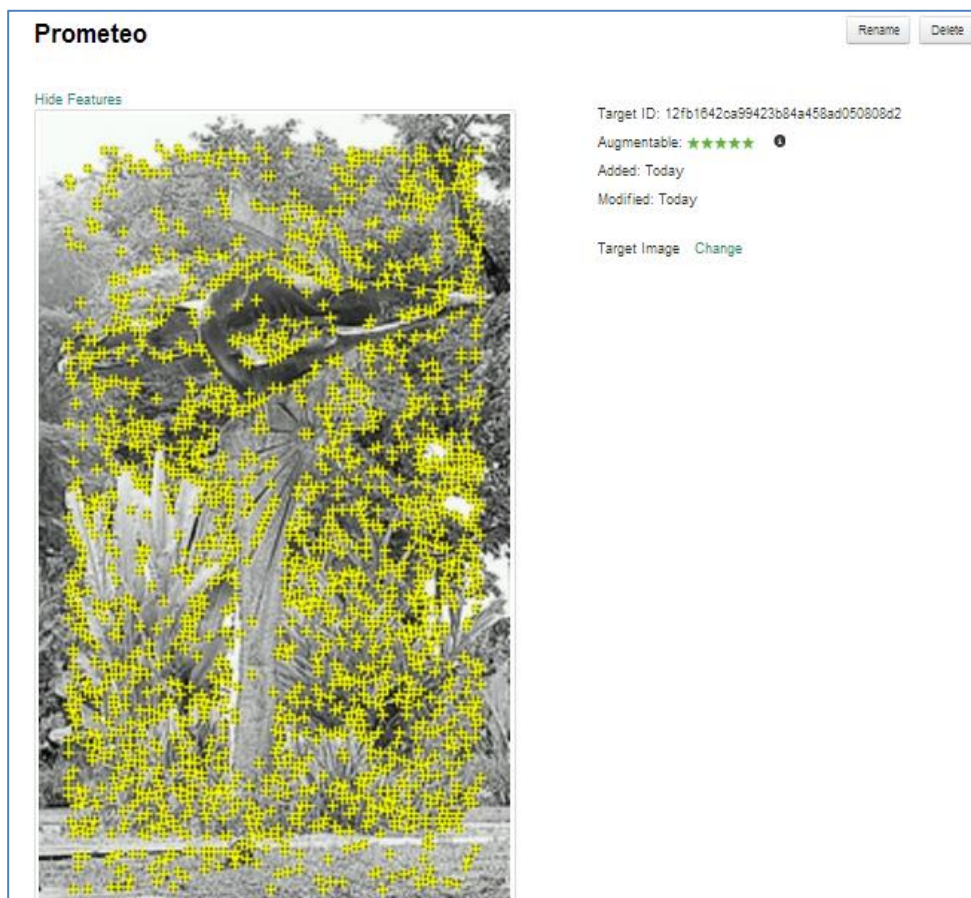 Prometeo
Rename
Delete
Hide Features
Target ID: 12fb1642ca99423b84a458ad050808d2
Augmentable:
Added: Today
Modified: Today
Target Image Change